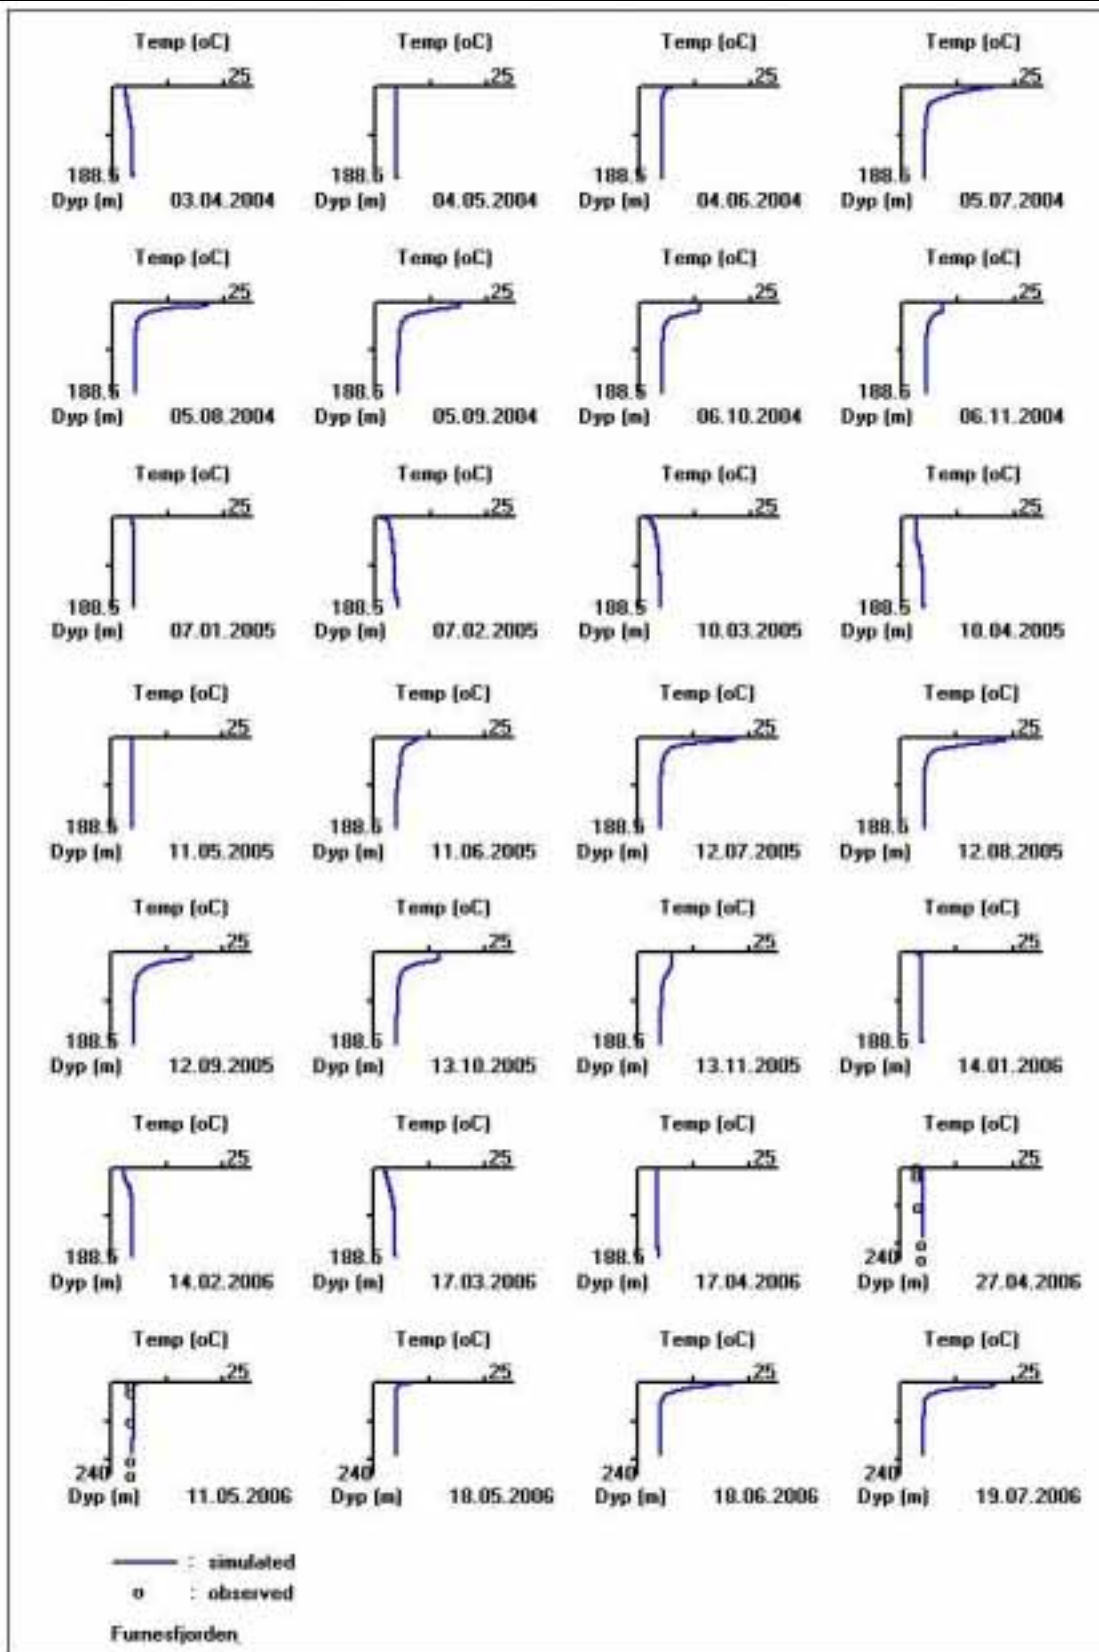 Temp (oC) Temp (oC) Temp (oC) Temp (oC)
25 25 25 25
188.5 188.5 188.5 188.5
Dyp (m) 03.04.2004 Dyp (m) 04.05.2004 Dyp (m) 04.06.2004 Dyp (m) 05.07.2004
Temp (oC) Temp (oC) Temp (oC) Temp (oC)
25 25 25 25
188.5 188.5 188.5 188.5
Dyp (m) 05.08.2004 Dyp (m) 05.09.2004 Dyp (m) 06.10.2004 Dyp (m) 06.11.2004
Temp (oC) Temp (oC) Temp (oC) Temp (oC)
25 25 25 25
188.5 188.5 188.5 188.5
Dyp (m) 07.01.2005 Dyp (m) 07.02.2005 Dyp (m) 10.03.2005 Dyp (m) 10.04.2005
Temp (oC) Temp (oC) Temp (oC) Temp (oC)
25 25 25 25
188.5 188.5 188.5 188.5
Dyp (m) 11.05.2005 Dyp (m) 11.06.2005 Dyp (m) 12.07.2005 Dyp (m) 12.08.2005
Temp (oC) Temp (oC) Temp (oC) Temp (oC)
25 25 25 25
188.5 188.5 188.5 188.5
Dyp (m) 12.09.2005 Dyp (m) 13.10.2005 Dyp (m) 13.11.2005 Dyp (m) 14.01.2006
Temp (oC) Temp (oC) Temp (oC) Temp (oC)
25 25 25 25
188.5 188.5 188.5 240
Dyp (m) 14.02.2006 Dyp (m) 17.03.2006 Dyp (m) 17.04.2006 Dyp (m) 27.04.2006
Temp (oC) Temp (oC) Temp (oC) Temp (oC)
25 25 25 25
240 240 240 240
Dyp (m) 11.05.2006 Dyp (m) 18.05.2006 Dyp (m) 18.06.2006 Dyp (m) 19.07.2006
: simulated
o : observed
Furnesfjorden